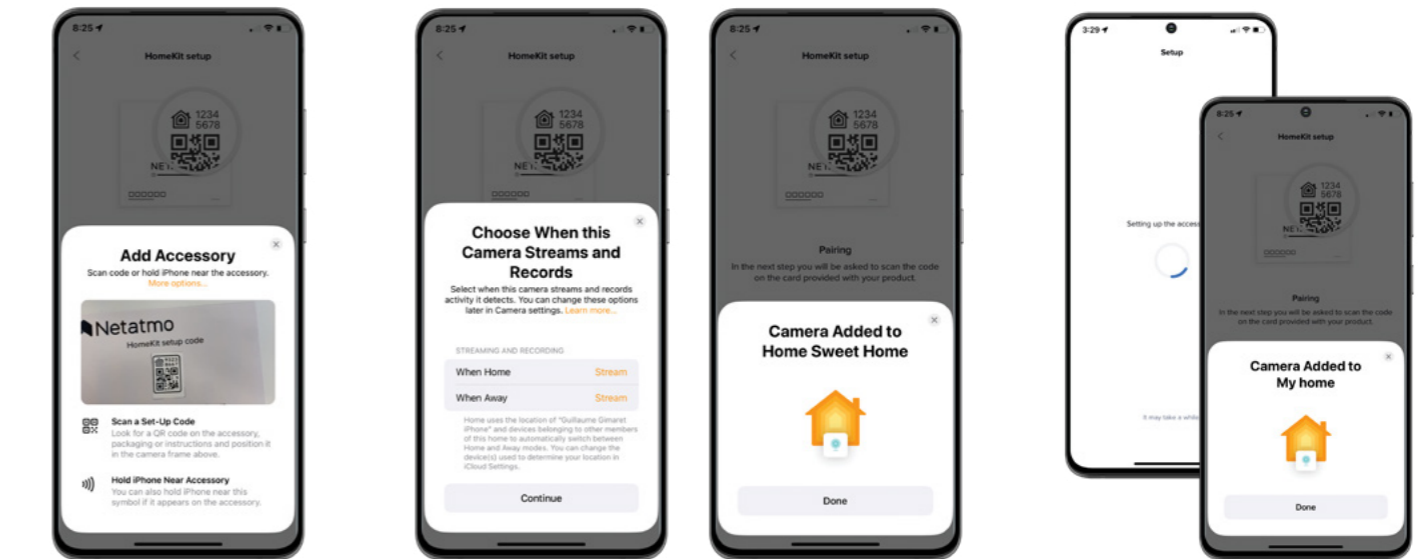 8:25
HomeKit setup
1234
5678
Add Accessory
Scan code or hold iPhone near the accessory.
More options...
Netatmo
HomeKit setup code
Scan a Set-Up Code
Look for a QR code on the accessory,
packaging or instructions and position it
in the camera frame above.
Hold iPhone Near Accessory
You can also hold iPhone near this
symbol if it appears on the accessory.
8:25
HomeKit setup
1234
5678
Choose When this
Camera Streams and
Records
Select when this camera streams and records
activity it detects. You can change these options
later in Camera settings. Learn more...
STREAMING AND RECORDING
When Home Stream
When Away Stream
Home uses the location of "Guillaume Gimaret
iPhone" and devices belonging to other members
of this home to automatically switch between
Home and Away modes. You can change the
device(s) used to determine your location in
iCloud Settings.
Continue
8:25
HomeKit setup
1234
5678
Pairing
In the next step you will be asked to scan the code
on the card provided with your product.
Camera Added to
Home Sweet Home
Done
3:29
Setup
Setting up the access
It may take a while
8:25
HomeKit setup
1234
5678
Pairing
In the next step you will be asked to scan the code
on the card provided with your product.
Camera Added to
My home
Done